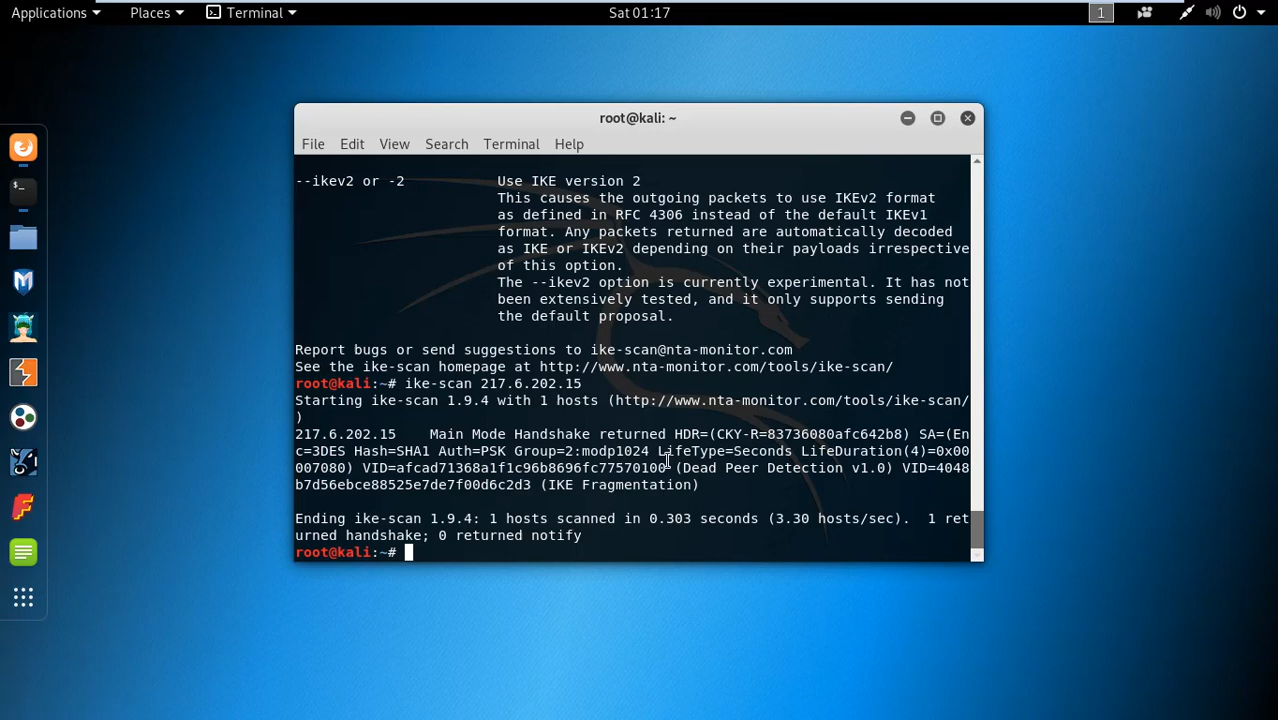 Applications Places Terminal Sat 01:17 1
root@kali: ~
File Edit View Search Terminal Help
--ikev2 or -2 Use IKE version 2
This causes the outgoing packets to use IKEv2 format
as defined in RFC 4306 instead of the default IKEv1
format. Any packets returned are automatically decoded
as IKE or IKEv2 depending on their payloads irrespective
of this option.
The --ikev2 option is currently experimental. It has not
been extensively tested, and it only supports sending
the default proposal.
Report bugs or send suggestions to ike-scan@nta-monitor.com
See the ike-scan homepage at http://www.nta-monitor.com/tools/ike-scan/
root@kali:~# ike-scan 217.6.202.15
Starting ike-scan 1.9.4 with 1 hosts (http://www.nta-monitor.com/tools/ike-scan/
)
217.6.202.15 Main Mode Handshake returned HDR=(CKY-R=83736080afc642b8) SA=(En
c=3DES Hash=SHA1 Auth=PSK Group=2:modp1024 LifeType=Seconds LifeDuration(4)=0x00
007080) VID=afcad71368a1f1c96b8696fc77570100 (Dead Peer Detection v1.0) VID=4048
b7d56ebce88525e7de7f00d6c2d3 (IKE Fragmentation)
Ending ike-scan 1.9.4: 1 hosts scanned in 0.303 seconds (3.30 hosts/sec). 1 ret
urned handshake; 0 returned notify
root@kali:~#